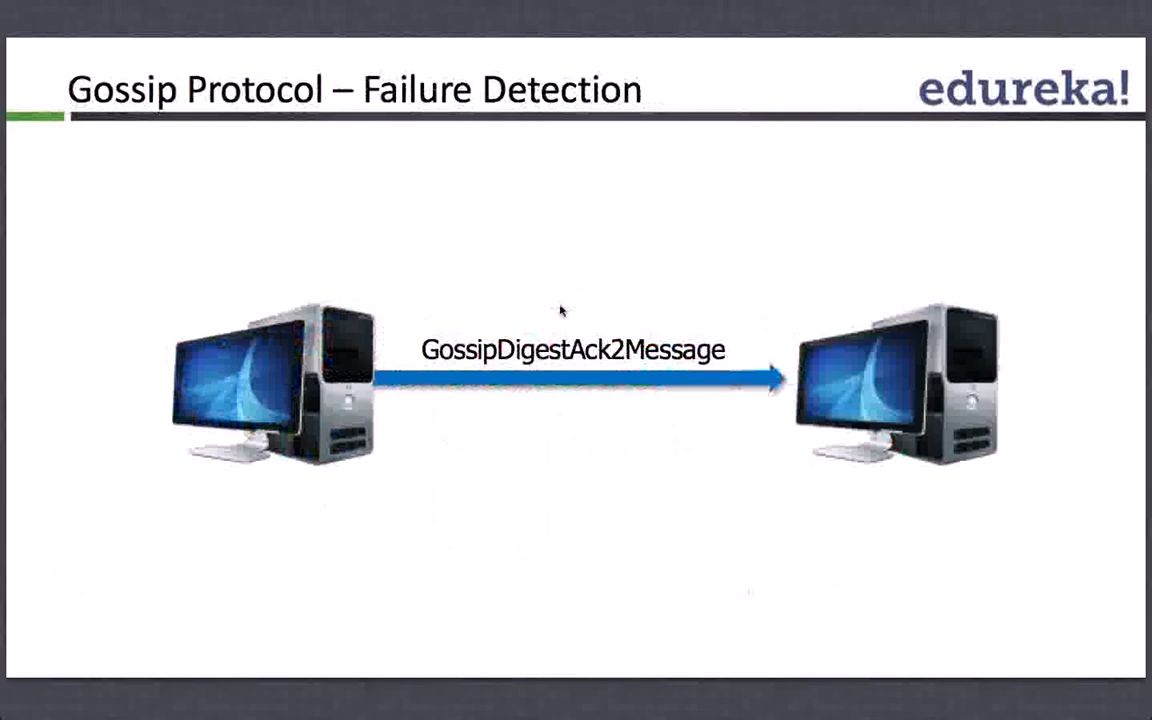 Gossip Protocol – Failure Detection
edureka!
GossipDigestAck2Message